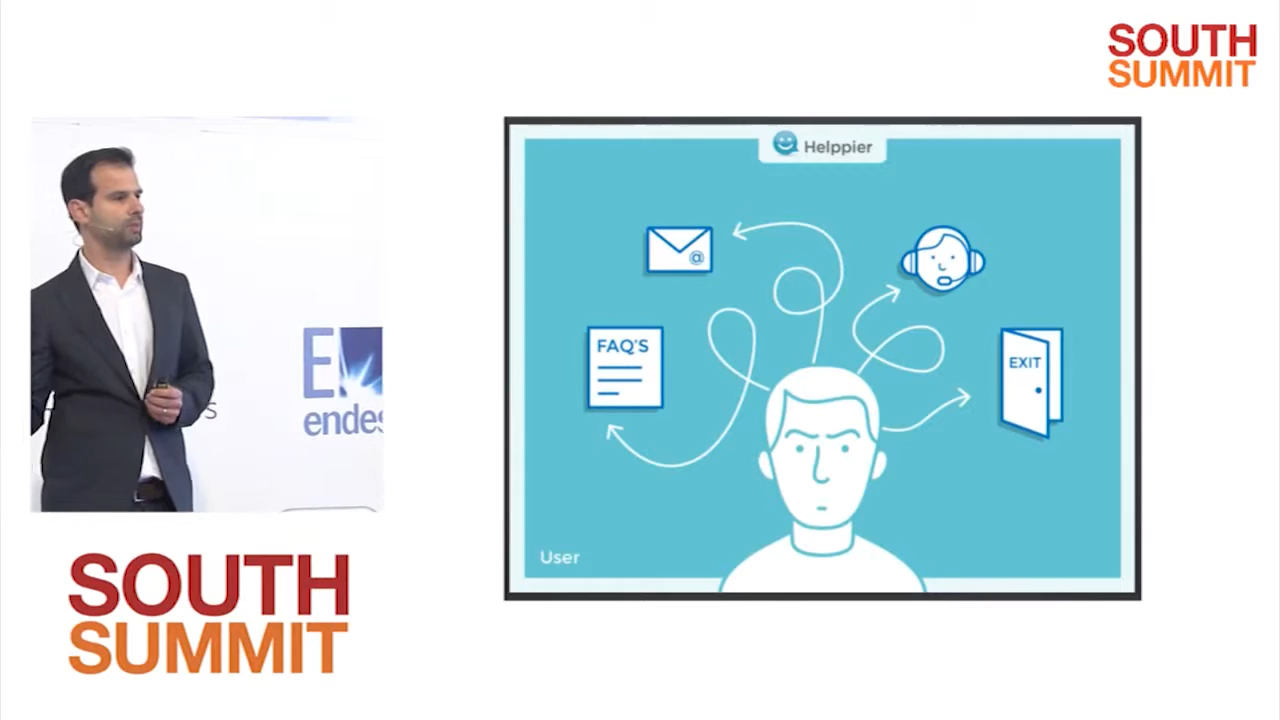 SOUTH
SUMMIT
Helppier
@
FAQ'S
EXIT
User
E
endes
S
SOUTH
SUMMIT